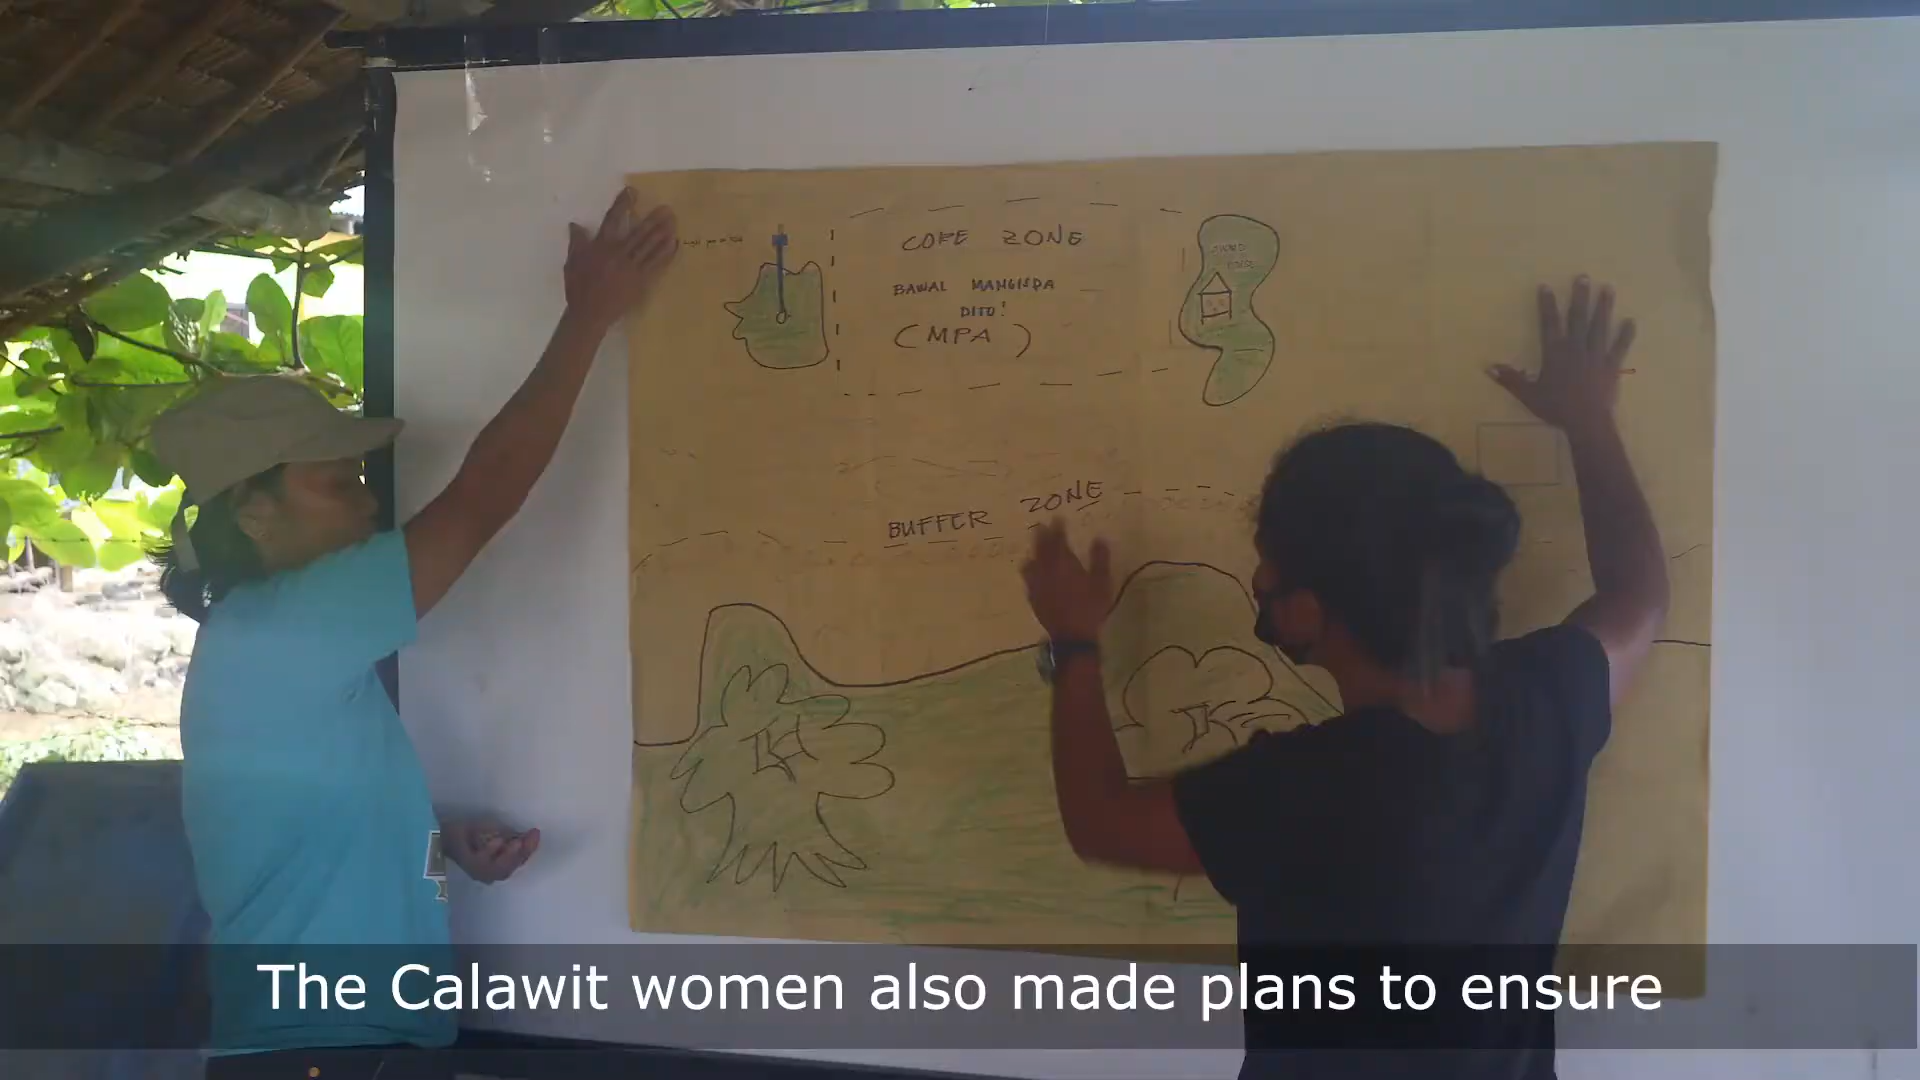 CORE ZONE
BAWAL MANGISDA
DITO!
(MPA)
BUFFER ZONE
The Calawit women also made plans to ensure